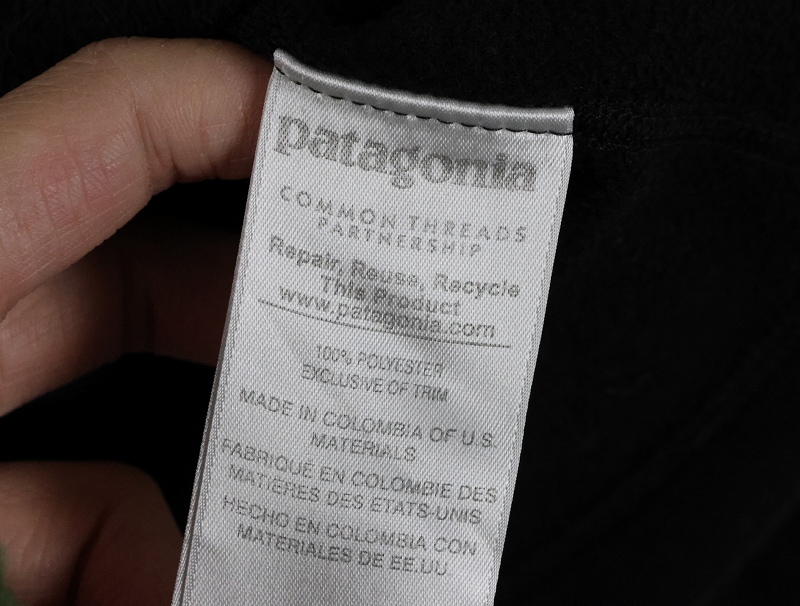 patagonia
COMMON THREADS
PARTNERSHIP
Repair, Reuse, Recycle
This Product
www.patagonia.com
100% POLYESTER
EXCLUSIVE OF TRIM
MADE IN COLOMBIA OF U.S.
MATERIALS
FABRIQUÉ EN COLOMBIE DES
MATIERES DES ETATS-UNIS
HECHO EN COLOMBIA CON
MATERIALES DE EE.UU.